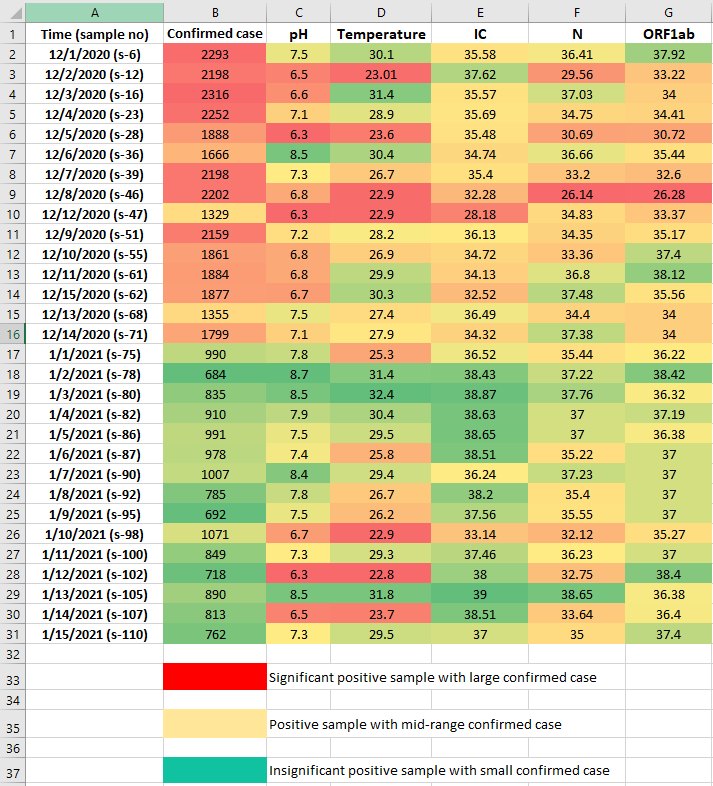 A B C D E F G
1 Time (sample no) Confirmed case pH Temperature IC N ORF1ab
2 12/1/2020 (s-6) 2293 7.5 30.1 35.58 36.41 37.92
3 12/2/2020 (s-12) 2198 6.5 23.01 37.62 29.56 33.22
4 12/3/2020 (s-16) 2316 6.6 31.4 35.57 37.03 34
5 12/4/2020 (s-23) 2252 7.1 28.9 35.69 34.75 34.41
6 12/5/2020 (s-28) 1888 6.3 23.6 35.48 30.69 30.72
7 12/6/2020 (s-36) 1666 8.5 30.4 34.74 36.66 35.44
8 12/7/2020 (s-39) 2198 7.3 26.7 35.4 33.2 32.6
9 12/8/2020 (s-46) 2202 6.8 22.9 32.28 26.14 26.28
10 12/12/2020 (s-47) 1329 6.3 22.9 28.18 34.83 33.37
11 12/9/2020 (s-51) 2159 7.2 28.2 36.13 34.35 35.17
12 12/10/2020 (s-55) 1861 6.8 26.9 34.72 33.36 37.4
13 12/11/2020 (s-61) 1884 6.8 29.9 34.13 36.8 38.12
14 12/15/2020 (s-62) 1877 6.7 30.3 32.52 37.48 35.56
15 12/13/2020 (s-68) 1355 7.5 27.4 36.49 34.4 34
16 12/14/2020 (s-71) 1799 7.1 27.9 34.32 37.38 34
17 1/1/2021 (s-75) 990 7.8 25.3 36.52 35.44 36.22
18 1/2/2021 (s-78) 684 8.7 31.4 38.43 37.22 38.42
19 1/3/2021 (s-80) 835 8.5 32.4 38.87 37.76 36.32
20 1/4/2021 (s-82) 910 7.9 30.4 38.63 37 37.19
21 1/5/2021 (s-86) 991 7.5 29.5 38.65 37 36.38
22 1/6/2021 (s-87) 978 7.4 25.8 38.51 35.22 37
23 1/7/2021 (s-90) 1007 8.4 29.4 36.24 37.23 37
24 1/8/2021 (s-92) 785 7.8 26.7 38.2 35.4 37
25 1/9/2021 (s-95) 692 7.5 26.2 37.56 35.55 37
26 1/10/2021 (s-98) 1071 6.7 22.9 33.14 32.12 35.27
27 1/11/2021 (s-100) 849 7.3 29.3 37.46 36.23 37
28 1/12/2021 (s-102) 718 6.3 22.8 38 32.75 38.4
29 1/13/2021 (s-105) 890 8.5 31.8 39 38.65 36.38
30 1/14/2021 (s-107) 813 6.5 23.7 38.51 33.64 36.4
31 1/15/2021 (s-110) 762 7.3 29.5 37 35 37.4
32
33 Significant positive sample with large confirmed case
34
35 Positive sample with mid-range confirmed case
36
37 Insignificant positive sample with small confirmed case